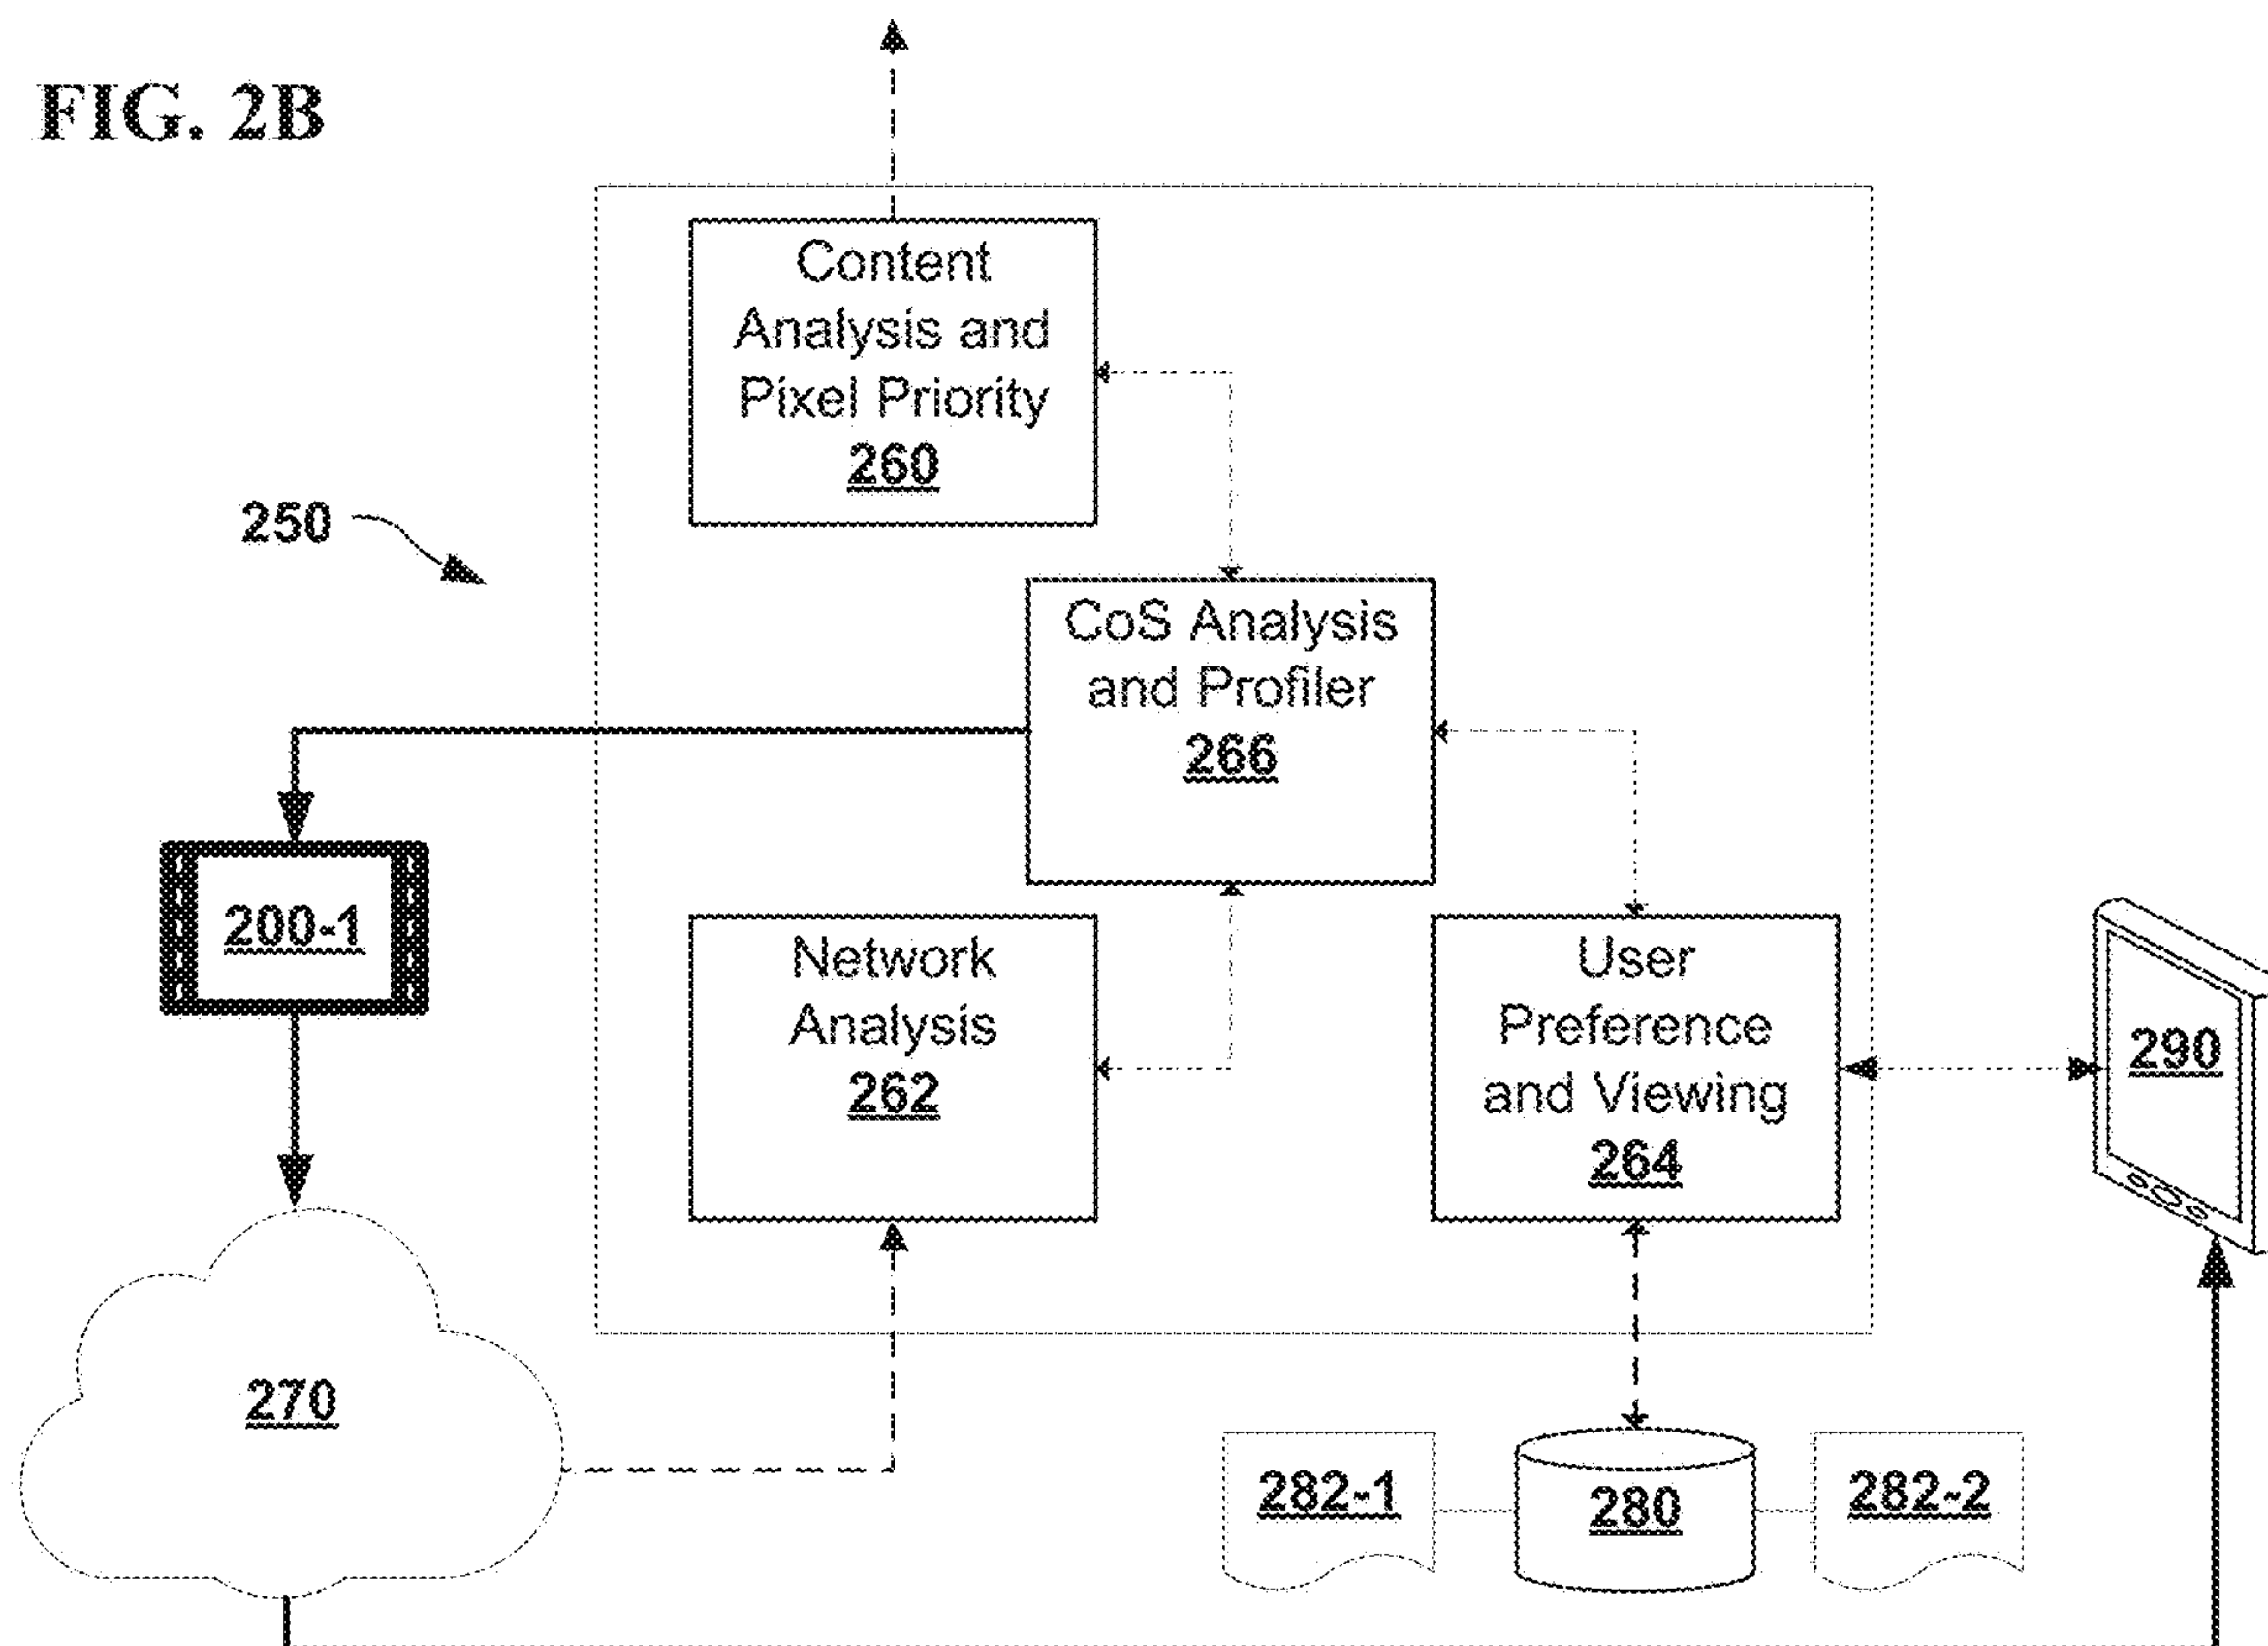 FIG. 2B
Content
Analysis and
Pixel Priority
260
250
CoS Analysis
and Profiler
266
200-1
Network
Analysis
262
User
Preference
and Viewing
264
290
270
282-1
280
282-2